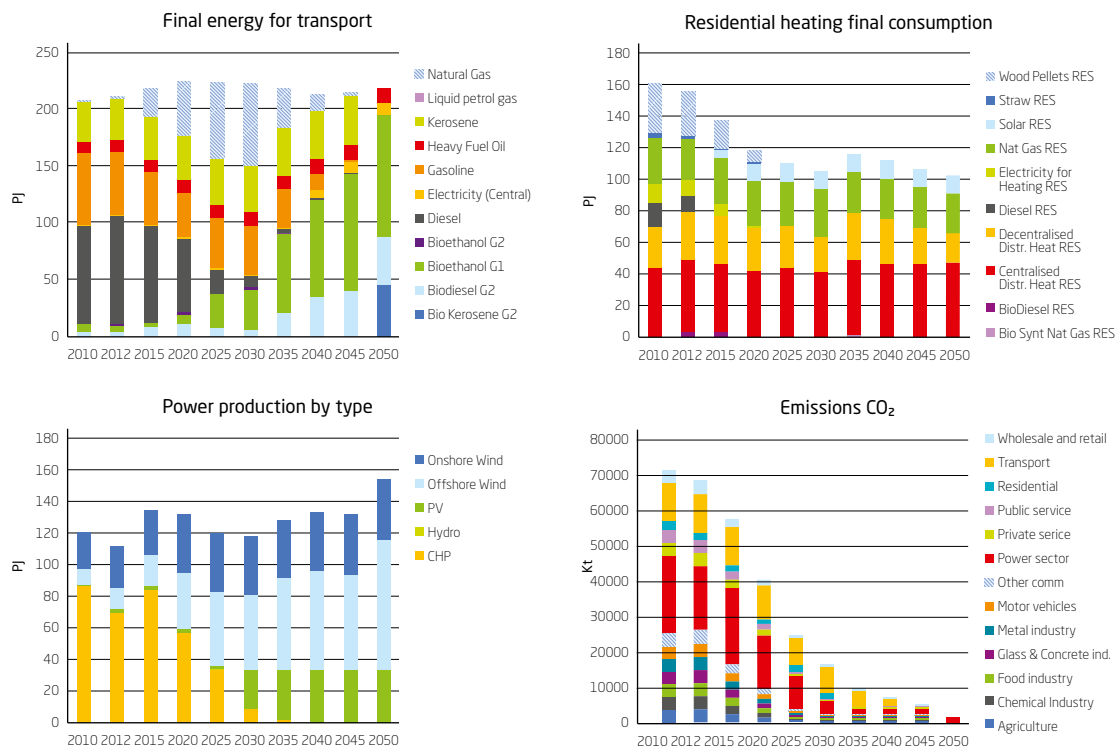 Final energy for transport
250
200
150
100
50
0
PJ
2010 2012 2015 2020 2025 2030 2035 2040 2045 2050
Natural Gas
Liquid petrol gas
Kerosene
Heavy Fuel Oil
Gasoline
Electricity (Central)
Diesel
Bioethanol G2
Bioethanol G1
Biodiesel G2
Bio Kerosene G2
Residential heating final consumption
180
160
140
120
100
80
60
40
20
0
PJ
2010 2012 2015 2020 2025 2030 2035 2040 2045 2050
Wood Pellets RES
Straw RES
Solar RES
Nat Gas RES
Electricity for
Heating RES
Diesel RES
Decentralised
Distr. Heat RES
Centralised
Distr. Heat RES
BioDiesel RES
Bio Synt Nat Gas RES
Power production by type
180
160
140
120
100
80
60
40
20
0
PJ
2010 2012 2015 2020 2025 2030 2035 2040 2045 2050
Onshore Wind
Offshore Wind
PV
Hydro
CHP
Emissions CO₂
80000
70000
60000
50000
40000
30000
20000
10000
0
Kt
2010 2012 2015 2020 2025 2030 2035 2040 2045 2050
Wholesale and retail
Transport
Residential
Public service
Private serice
Power sector
Other comm
Motor vehicles
Metal industry
Glass & Concrete ind.
Food industry
Chemical Industry
Agriculture